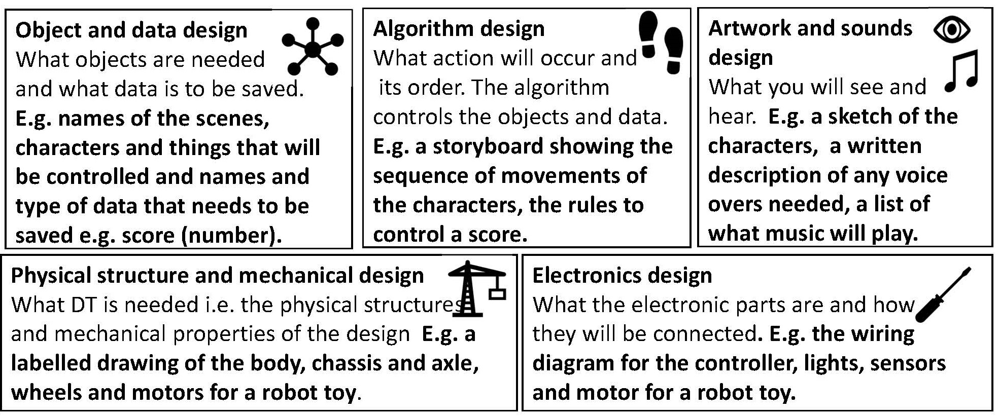 Object and data design
What objects are needed
and what data is to be saved.
E.g. names of the scenes,
characters and things that will
be controlled and names and
type of data that needs to be
saved e.g. score (number).
Algorithm design
What action will occur and
its order. The algorithm
controls the objects and data.
E.g. a storyboard showing the
sequence of movements of
the characters, the rules to
control a score.
Artwork and sounds
design
What you will see and
hear. E.g. a sketch of the
characters, a written
description of any voice
overs needed, a list of
what music will play.
Physical structure and mechanical design
What DT is needed i.e. the physical structures
and mechanical properties of the design E.g. a
labelled drawing of the body, chassis and axle,
wheels and motors for a robot toy.
Electronics design
What the electronic parts are and how
they will be connected. E.g. the wiring
diagram for the controller, lights, sensors
and motor for a robot toy.